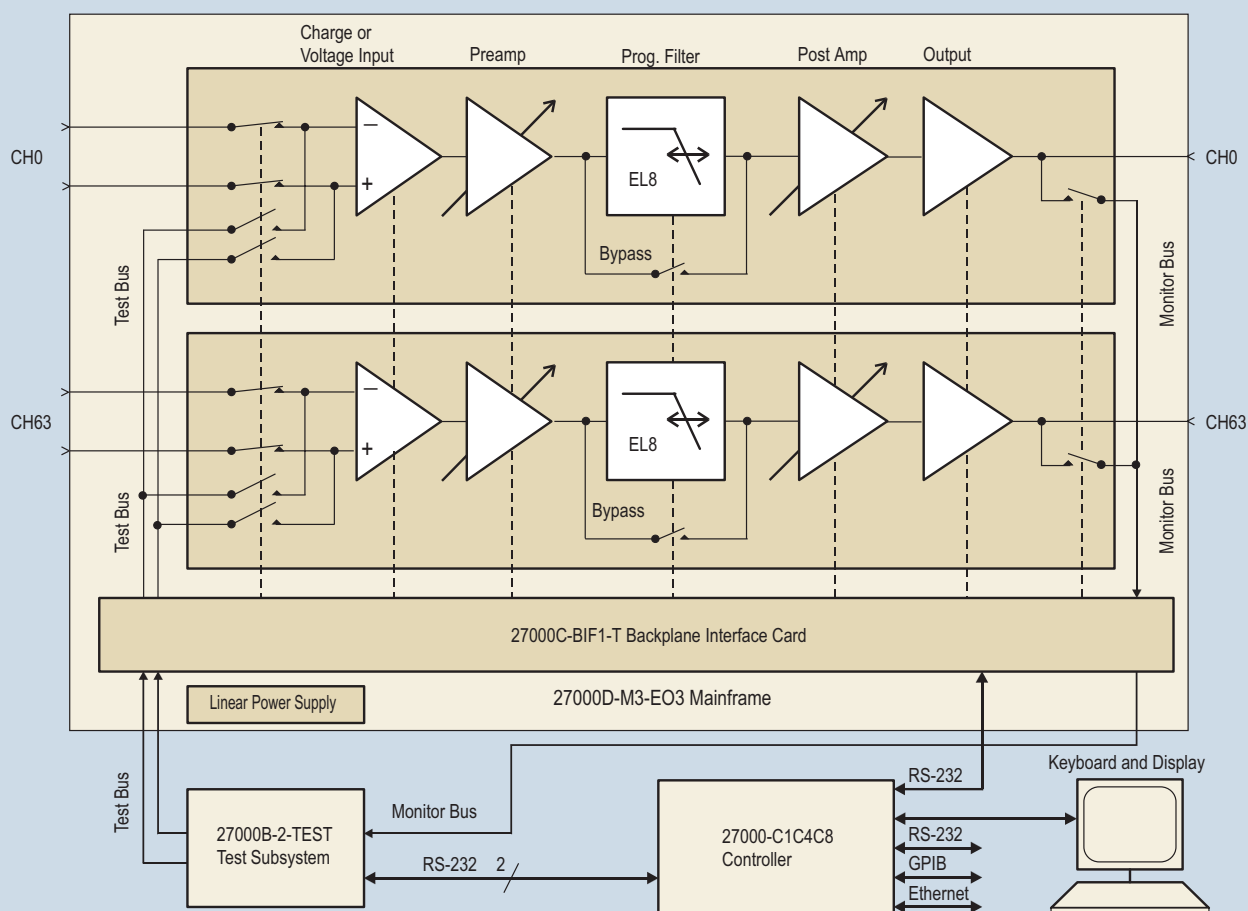 Charge or
Voltage Input
Preamp
Prog. Filter
Post Amp
Output
CH0
−
+
EL8
Bypass
CH0
Test Bus
Monitor Bus
CH63
−
+
EL8
Bypass
CH63
Test Bus
Monitor Bus
27000C-BIF1-T Backplane Interface Card
Linear Power Supply
27000D-M3-EO3 Mainframe
Test Bus
27000B-2-TEST
Test Subsystem
Monitor Bus
RS-232 2
27000-C1C4C8
Controller
RS-232
RS-232
GPIB
Ethernet
Keyboard and Display